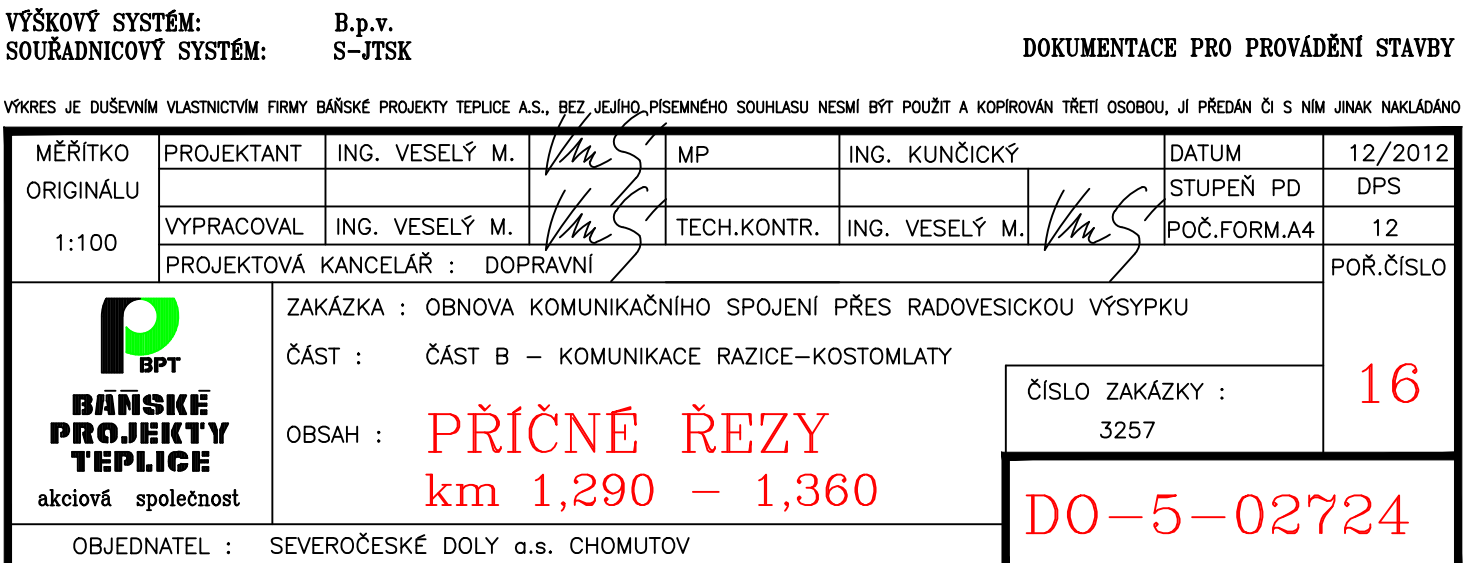 VÝŠKOVÝ SYSTÉM: B.p.v.
SOUŘADNICOVÝ SYSTÉM: S-JTSK
DOKUMENTACE PRO PROVÁDĚNÍ STAVBY
VÝKRES JE DUŠEVNÍM VLASTNICTVÍM FIRMY BÁŇSKÉ PROJEKTY TEPLICE A.S., BEZ JEJÍHO PÍSEMNÉHO SOUHLASU NESMÍ BÝT POUŽIT A KOPÍROVÁN TŘETÍ OSOBOU, JÍ PŘEDÁN ČI S NÍM JINAK NAKLÁDÁNO
MĚŘÍTKO PROJEKTANT ING. VESELÝ M. MP ING. KUNČICKÝ DATUM 12/2012
ORIGINÁLU STUPEŇ PD DPS
1:100 VYPRACOVAL ING. VESELÝ M. TECH.KONTR. ING. VESELÝ M. POČ.FORM.A4 12
PROJEKTOVÁ KANCELÁŘ : DOPRAVNÍ POŘ.ČÍSLO
ZAKÁZKA : OBNOVA KOMUNIKAČNÍHO SPOJENÍ PŘES RADOVESICKOU VÝSYPKU
BPT
ČÁST : ČÁST B – KOMUNIKACE RAZICE–KOSTOMLATY
16
ČÍSLO ZAKÁZKY :
3257
BÁŇSKÉ
PROJEKTY
TEPLICE
akciová společnost
OBSAH : PŘÍČNÉ ŘEZY
km 1,290 – 1,360
DO–5–02724
OBJEDNATEL : SEVEROČESKÉ DOLY a.s. CHOMUTOV